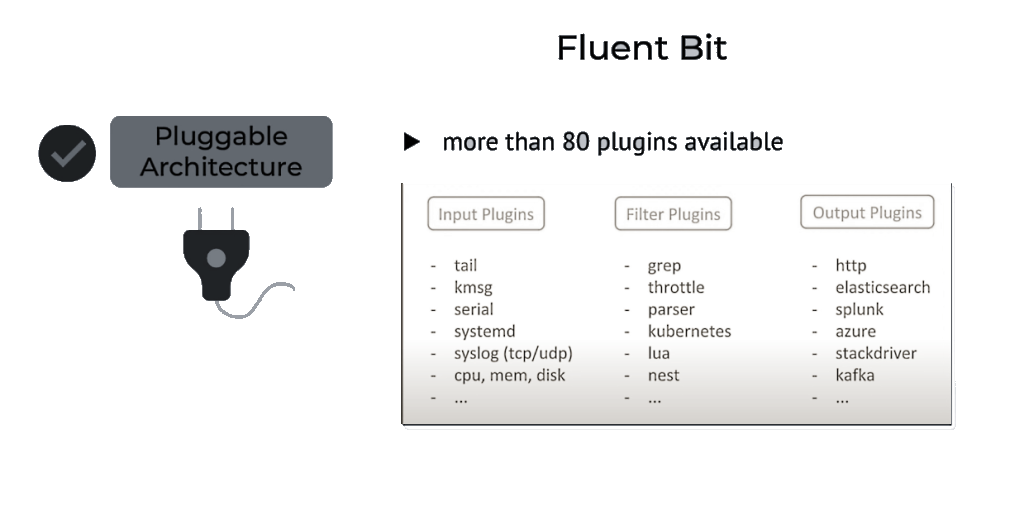 Fluent Bit
Pluggable
Architecture
more than 80 plugins available
Input Plugins
- tail
- kmsg
- serial
- systemd
- syslog (tcp/udp)
- cpu, mem, disk
- ...
Filter Plugins
- grep
- throttle
- parser
- kubernetes
- lua
- nest
- ...
Output Plugins
- http
- elasticsearch
- splunk
- azure
- stackdriver
- kafka
- ...